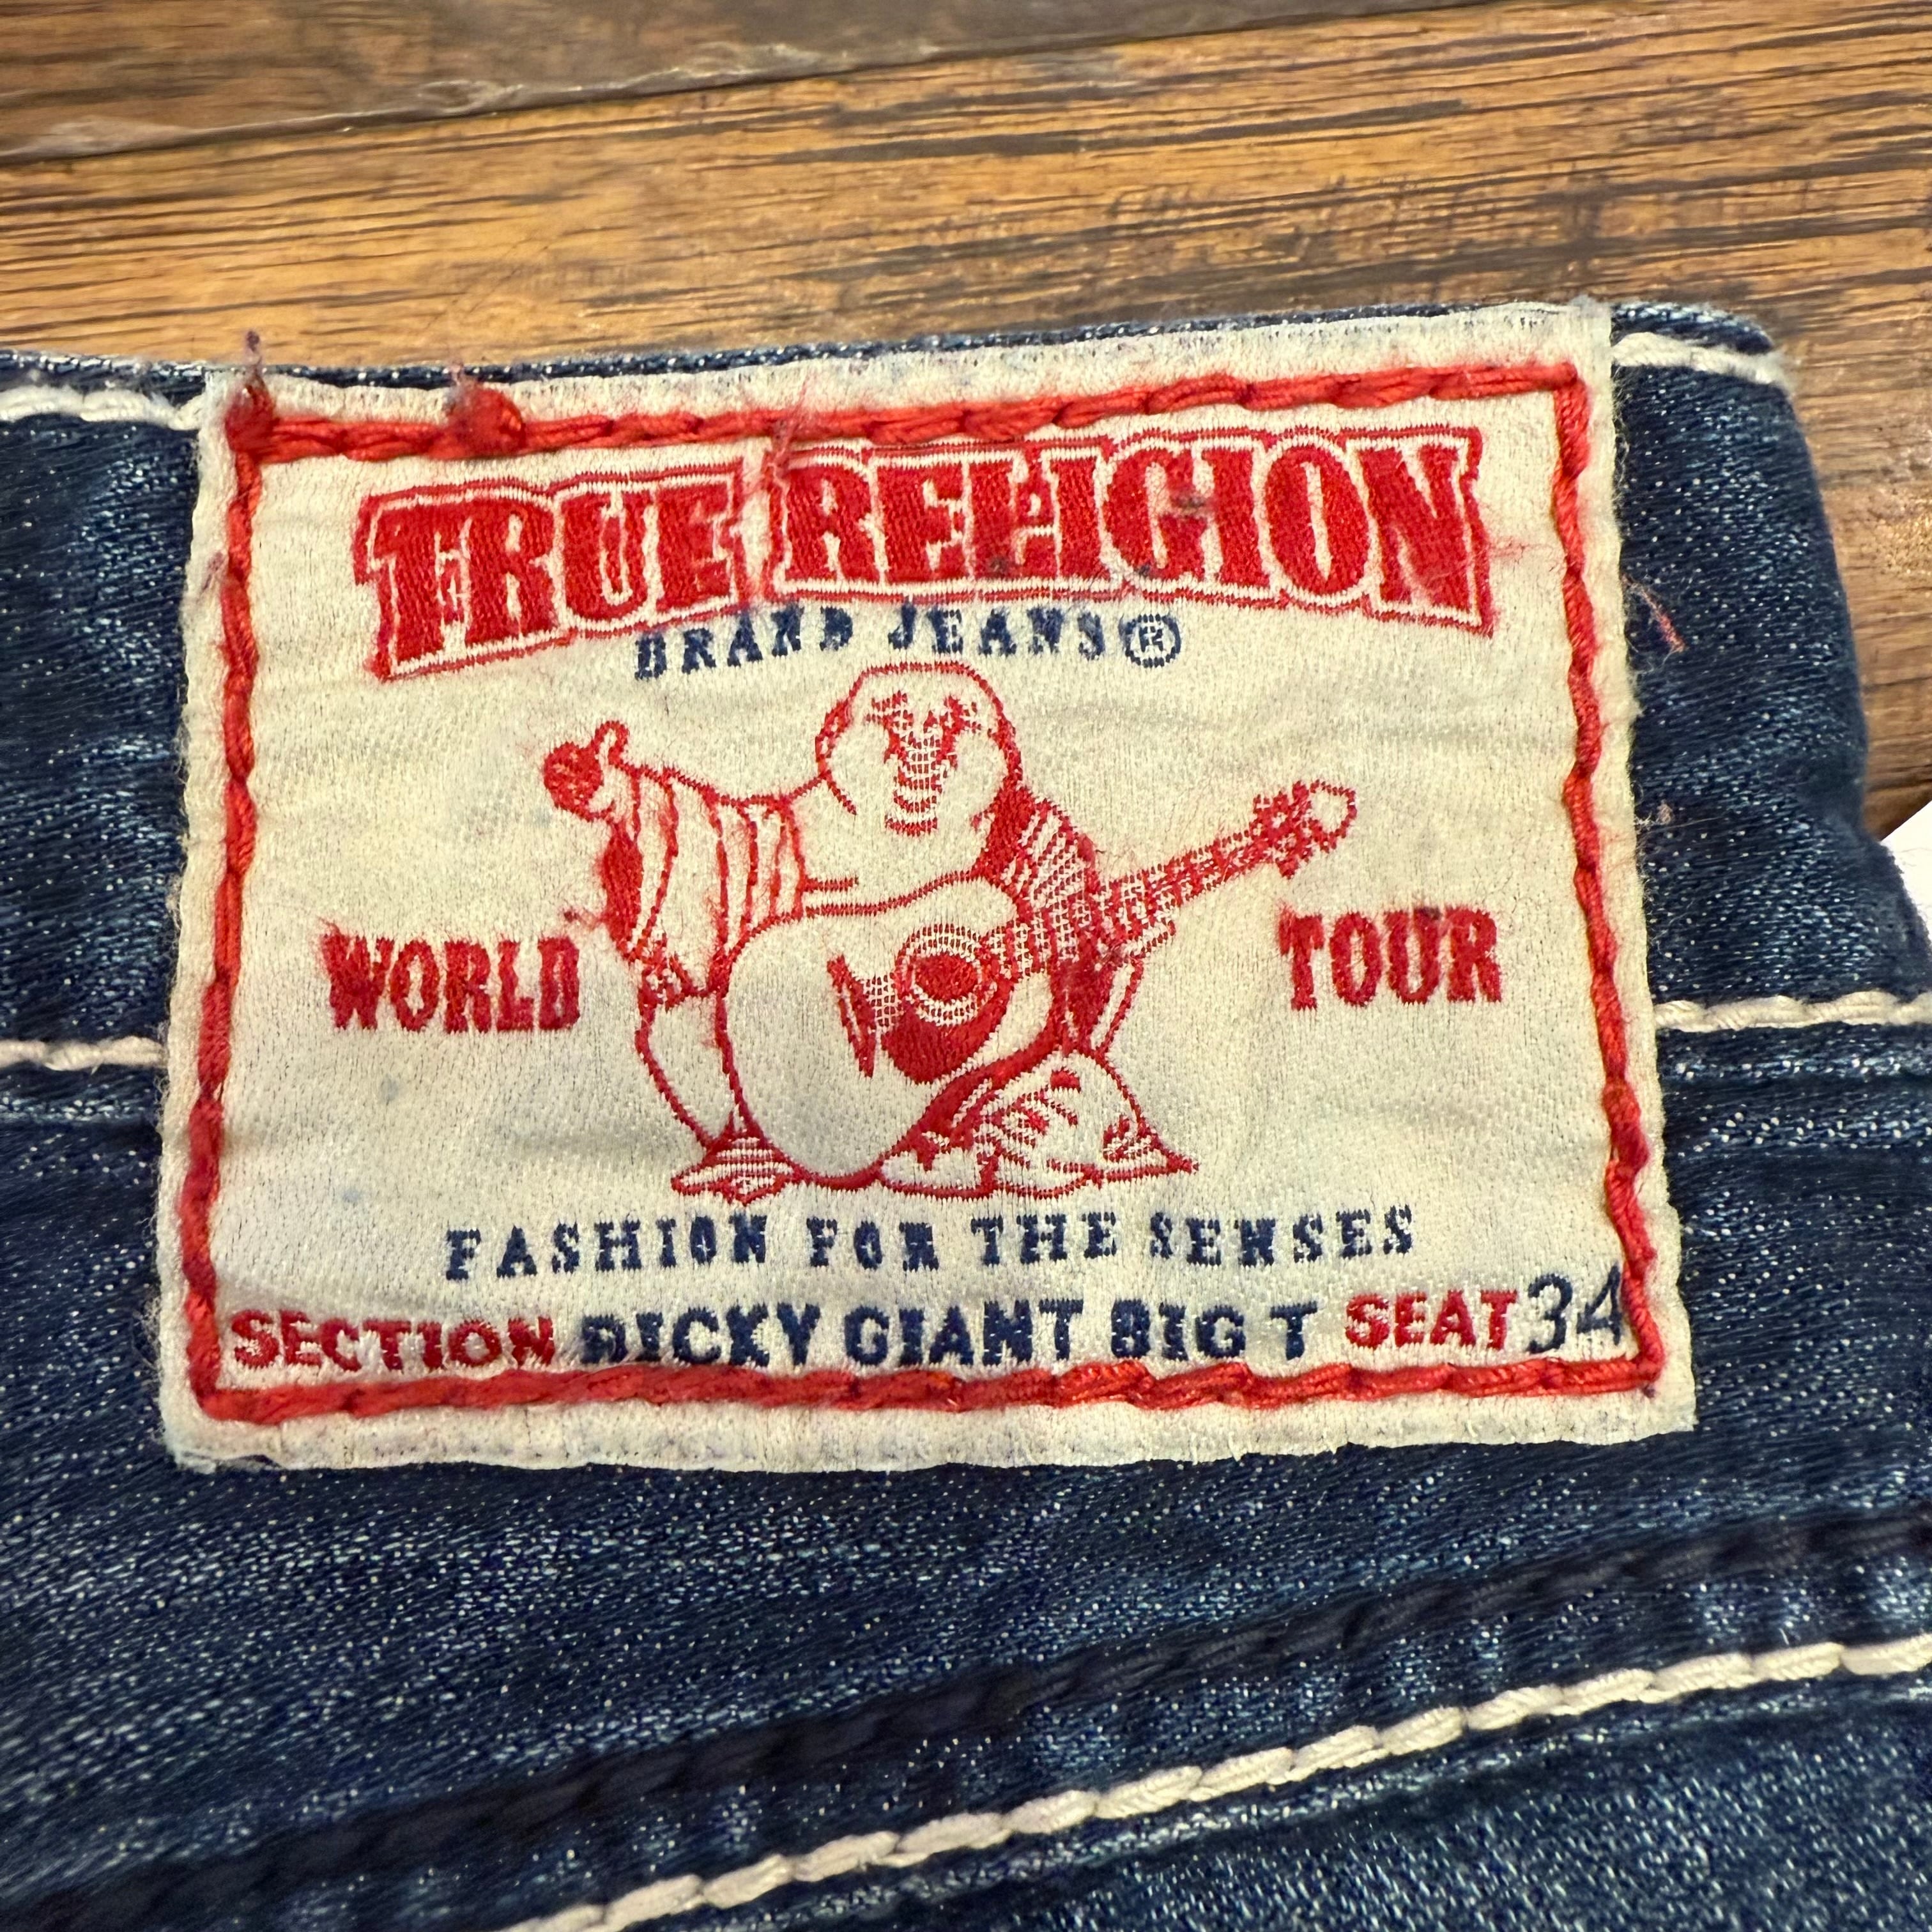 TRUE RELIGION
BRAND JEANS®
WORLD TOUR
FASHION FOR THE SENSES
SECTION RICKY GIANT BIG T SEAT 34